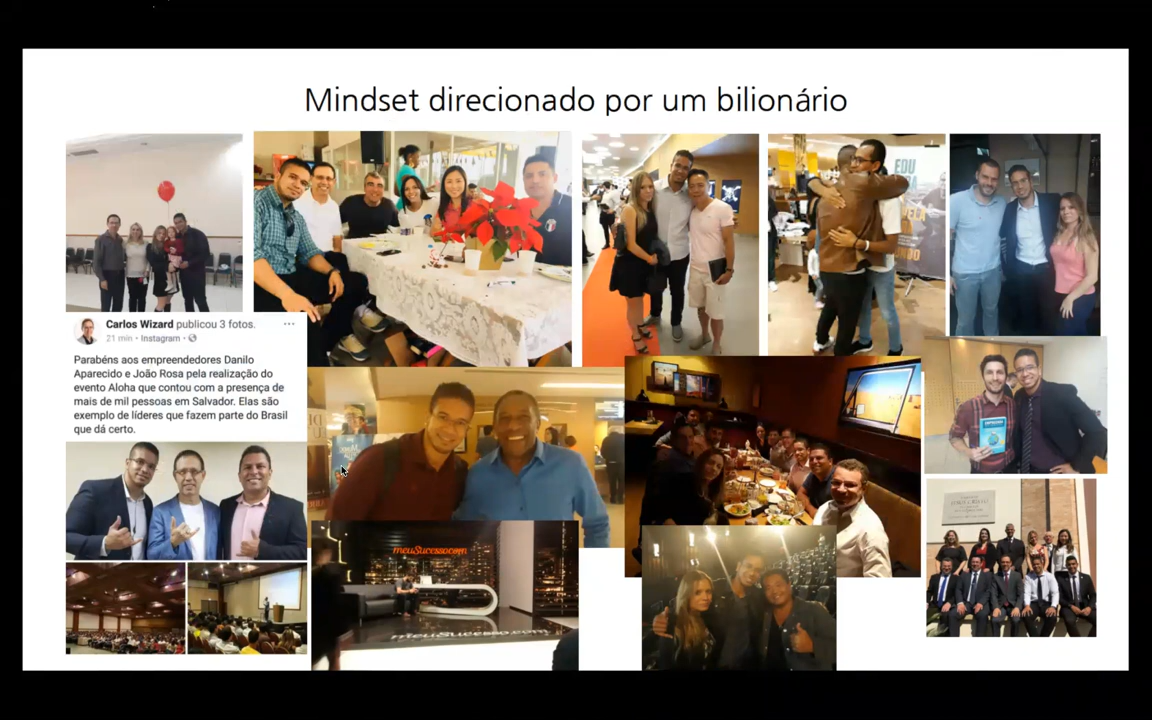 Mindset direcionado por um bilionário
EDU
Carlos Wizard publicou 3 fotos.
21 min • Instagram •
Parabéns aos empreendedores Danilo
Aparecido e João Rosa pela realização do
evento Aloha que contou com a presença de
mais de mil pessoas em Salvador. Elas são
exemplo de líderes que fazem parte do Brasil
que dá certo.
meuSucesso.com
meuSucesso.com